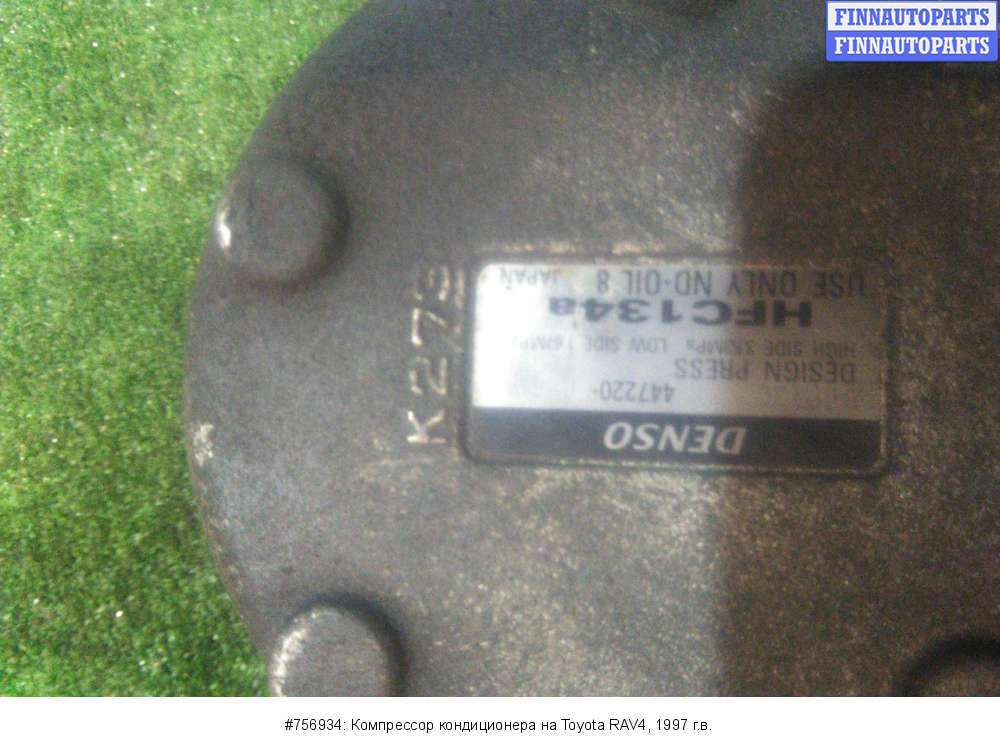 FINNAUTOPARTS
FINNAUTOPARTS
DENSO
447220-
DESIGN PRESS
HIGH SIDE LOW SIDE
HFC134a
USE ONLY ND-OIL 8
JAPAN
#756934: Компрессор кондиционера на Toyota RAV4, 1997 г.в.